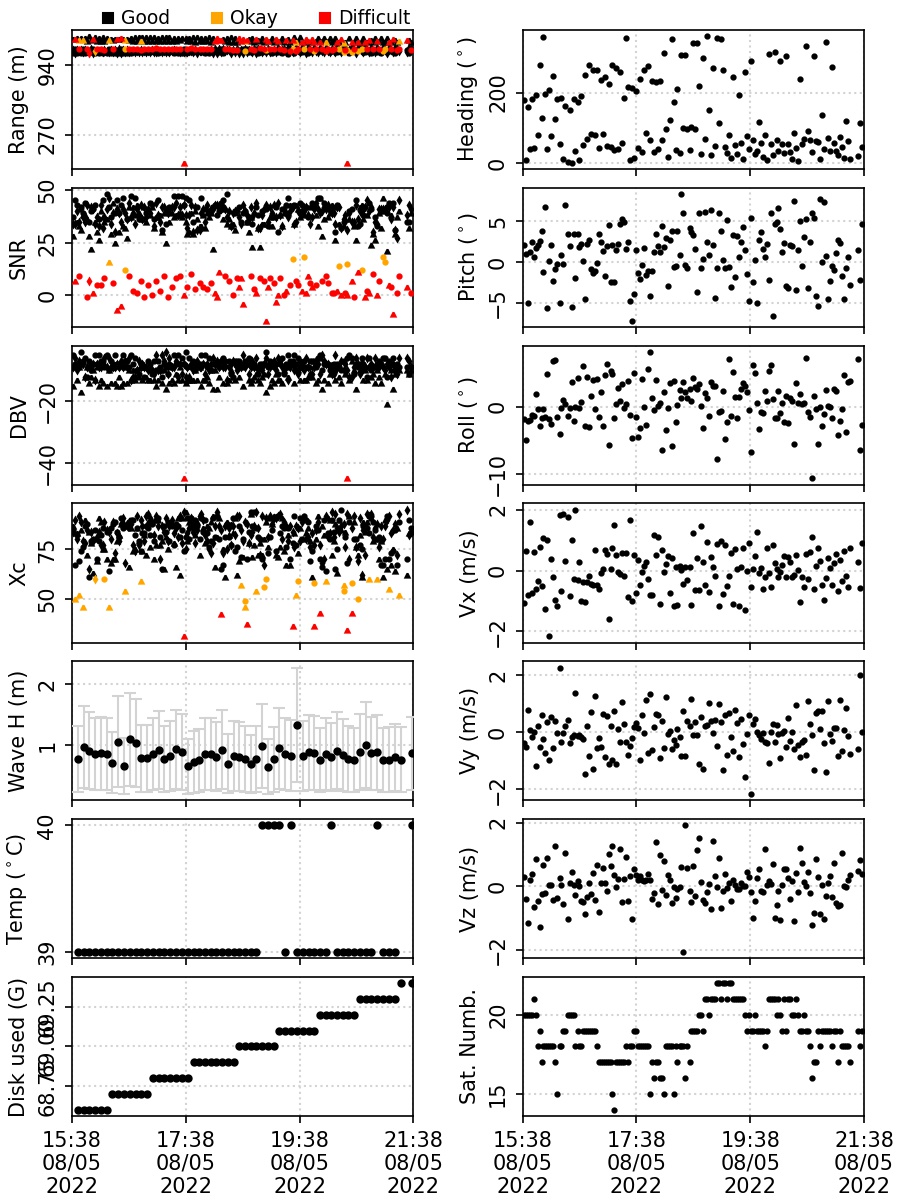 Good Okay Difficult
Range (m)
940
270
Heading (°)
200
0
SNR
50
25
0
Pitch (°)
5
0
−5
DBV
−20
−40
Roll (°)
0
−10
Xc
75
50
Vx (m/s)
2
0
−2
Wave H (m)
2
1
Vy (m/s)
2
0
−2
Temp (°C)
40
39
Vz (m/s)
2
0
−2
Disk used (G)
69.25
69.00
68.75
Sat. Numb.
20
15
15:38 17:38 19:38 21:38
08/05 08/05 08/05 08/05
2022 2022 2022 2022
15:38 17:38 19:38 21:38
08/05 08/05 08/05 08/05
2022 2022 2022 2022